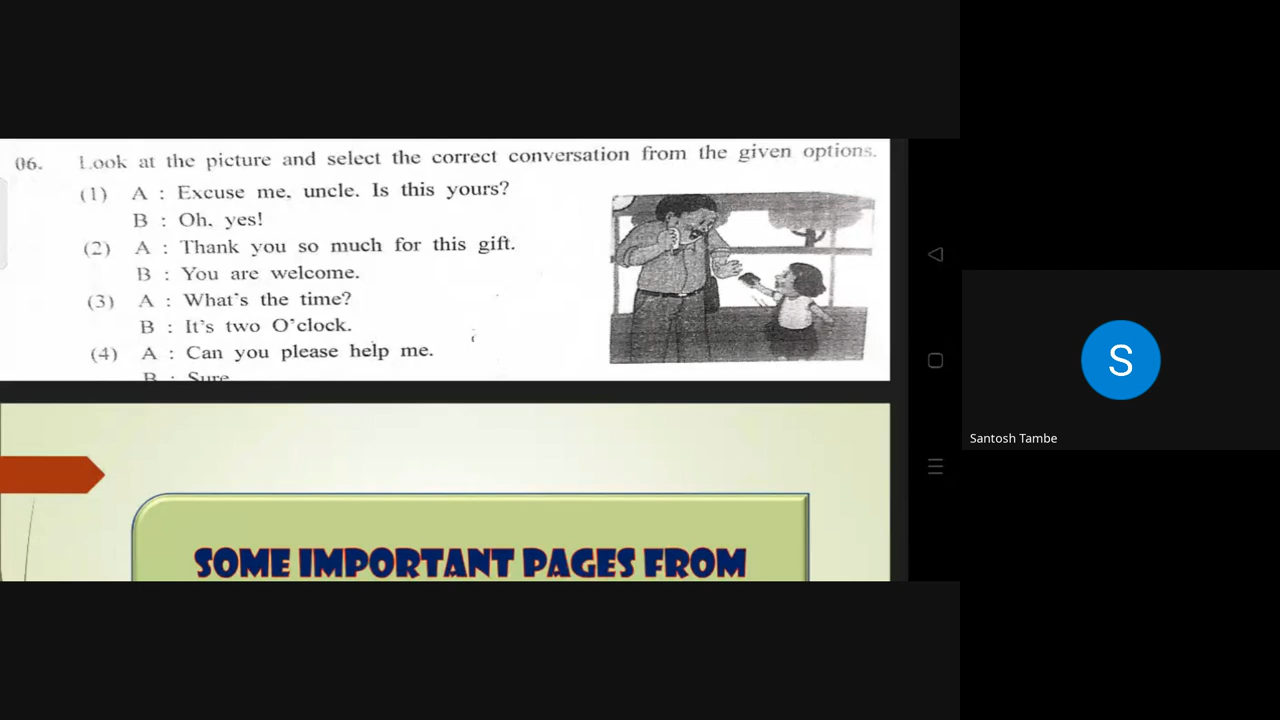 06. Look at the picture and select the correct conversation from the given options.
(1) A : Excuse me, uncle. Is this yours?
B : Oh, yes!
(2) A : Thank you so much for this gift.
B : You are welcome.
(3) A : What's the time?
B : It's two O'clock.
(4) A : Can you please help me.
B : Sure
SOME IMPORTANT PAGES FROM
S
Santosh Tambe